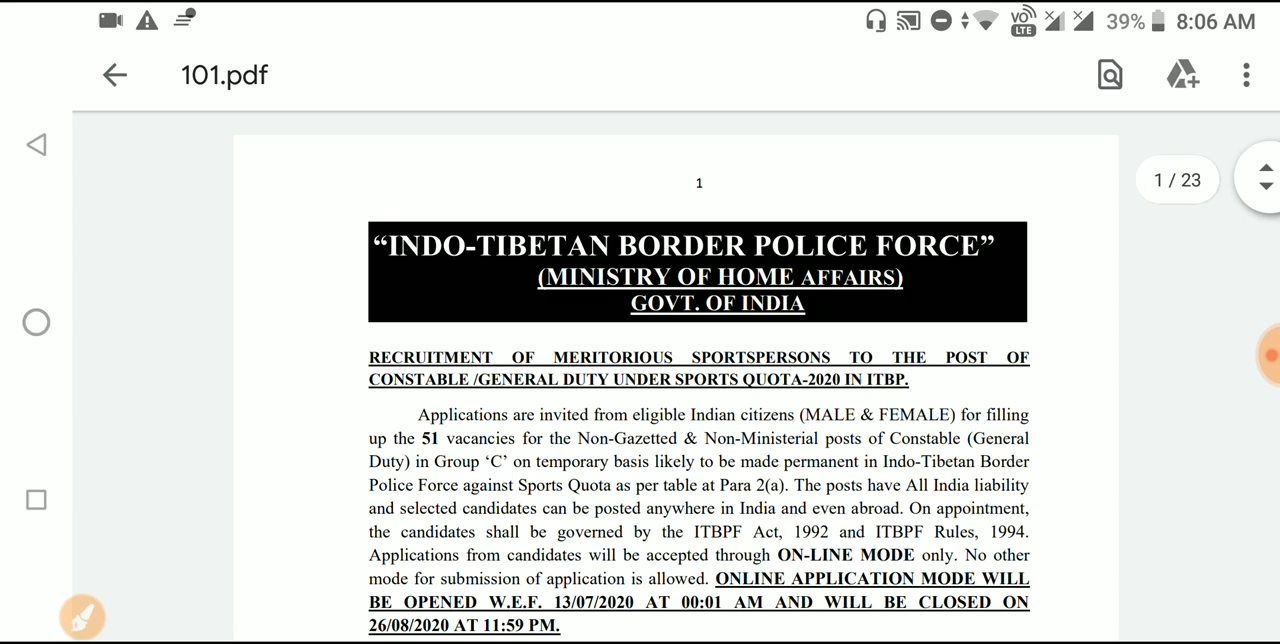 VO LTE 39% 8:06 AM
101.pdf
1 / 23
1
“INDO-TIBETAN BORDER POLICE FORCE”
(MINISTRY OF HOME AFFAIRS)
GOVT. OF INDIA
RECRUITMENT OF MERITORIOUS SPORTSPERSONS TO THE POST OF
CONSTABLE /GENERAL DUTY UNDER SPORTS QUOTA-2020 IN ITBP.
Applications are invited from eligible Indian citizens (MALE & FEMALE) for filling
up the 51 vacancies for the Non-Gazetted & Non-Ministerial posts of Constable (General
Duty) in Group ‘C’ on temporary basis likely to be made permanent in Indo-Tibetan Border
Police Force against Sports Quota as per table at Para 2(a). The posts have All India liability
and selected candidates can be posted anywhere in India and even abroad. On appointment,
the candidates shall be governed by the ITBPF Act, 1992 and ITBPF Rules, 1994.
Applications from candidates will be accepted through ON-LINE MODE only. No other
mode for submission of application is allowed. ONLINE APPLICATION MODE WILL
BE OPENED W.E.F. 13/07/2020 AT 00:01 AM AND WILL BE CLOSED ON
26/08/2020 AT 11:59 PM.